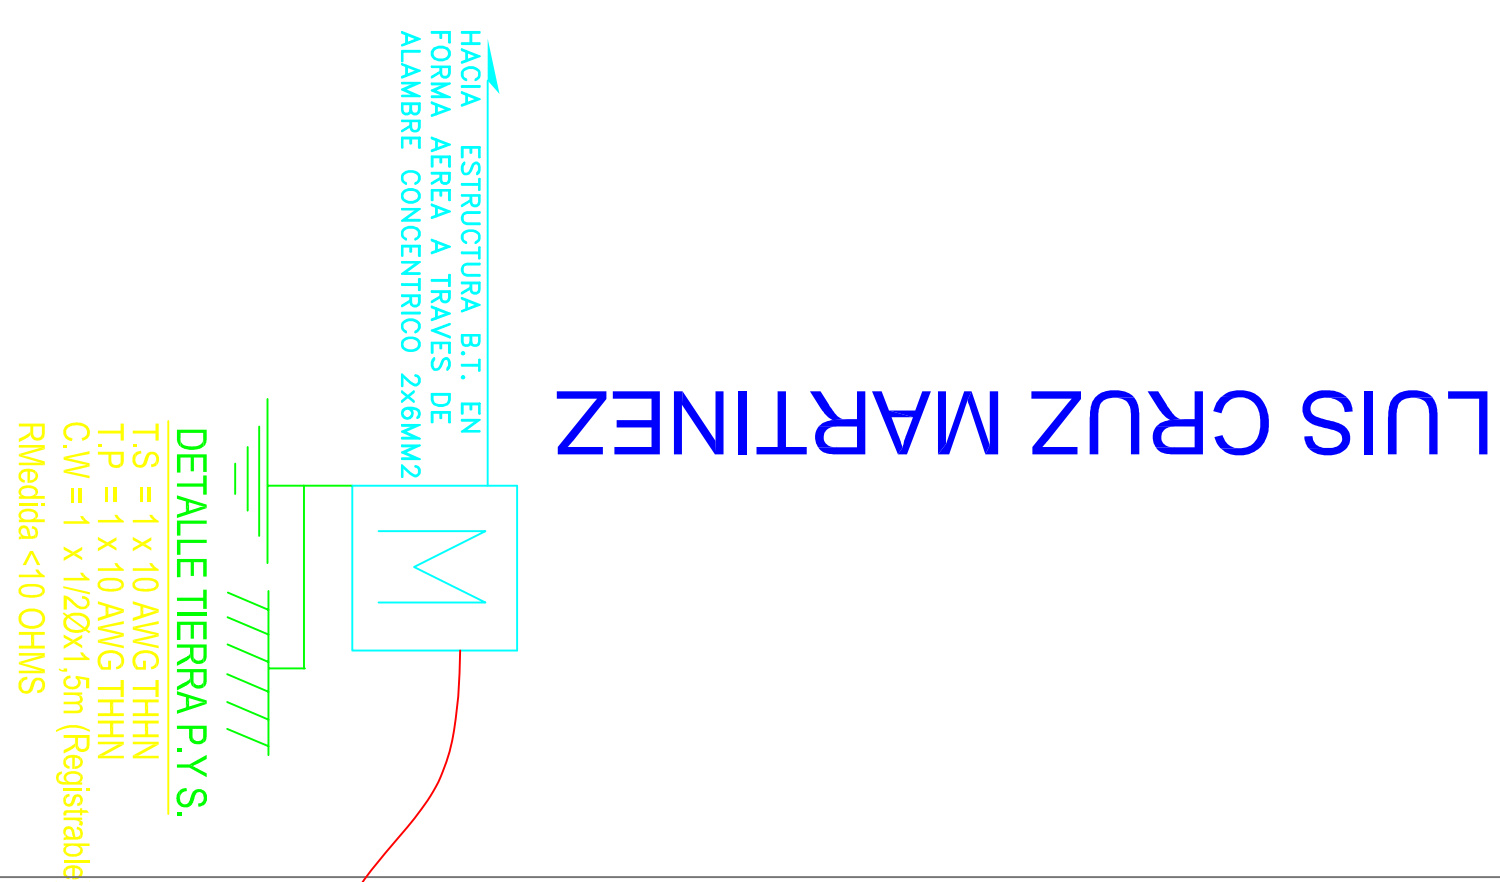 HACIA ESTRUCTURA B.T. EN
FORMA AEREA A TRAVES DE
ALAMBRE CONCENTRICO 2x6MM2
M
DETALLE TIERRA P.Y S.
T.S = 1 x 10 AWG THHN
T.P = 1 x 10 AWG THHN
C.W = 1 x 1/2Øx1,5m (Registrable
RMedida <10 OHMS
LUIS CRUZ MARTINEZ